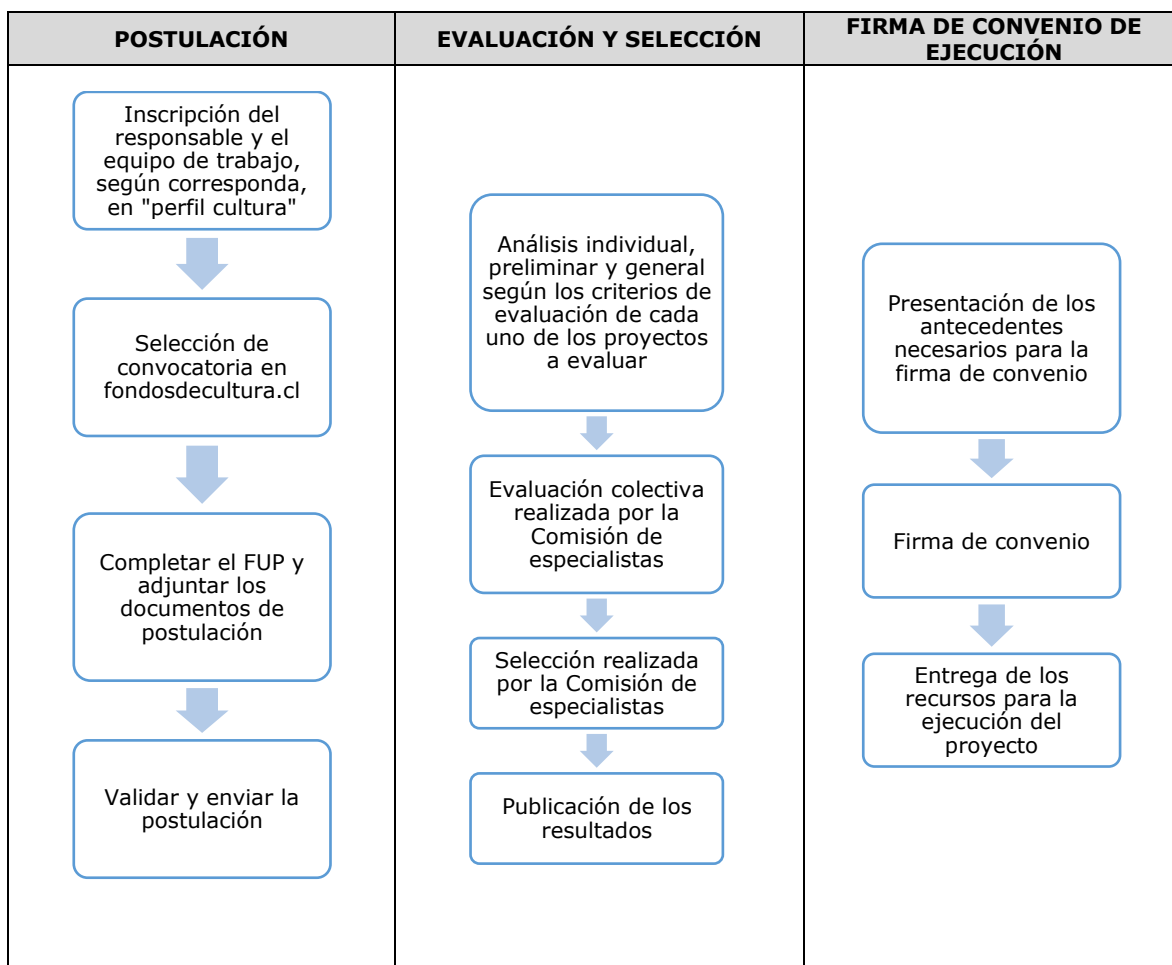 POSTULACIÓN
Inscripción del
responsable y el
equipo de trabajo,
según corresponda,
en "perfil cultura"
Selección de
convocatoria en
fondosdecultura.cl
Completar el FUP y
adjuntar los
documentos de
postulación
Validar y enviar la
postulación
EVALUACIÓN Y SELECCIÓN
Análisis individual,
preliminar y general
según los criterios de
evaluación de cada
uno de los proyectos
a evaluar
Evaluación colectiva
realizada por la
Comisión de
especialistas
Selección realizada
por la Comisión de
especialistas
Publicación de los
resultados
FIRMA DE CONVENIO DE
EJECUCIÓN
Presentación de los
antecedentes
necesarios para la
firma de convenio
Firma de convenio
Entrega de los
recursos para la
ejecución del
proyecto